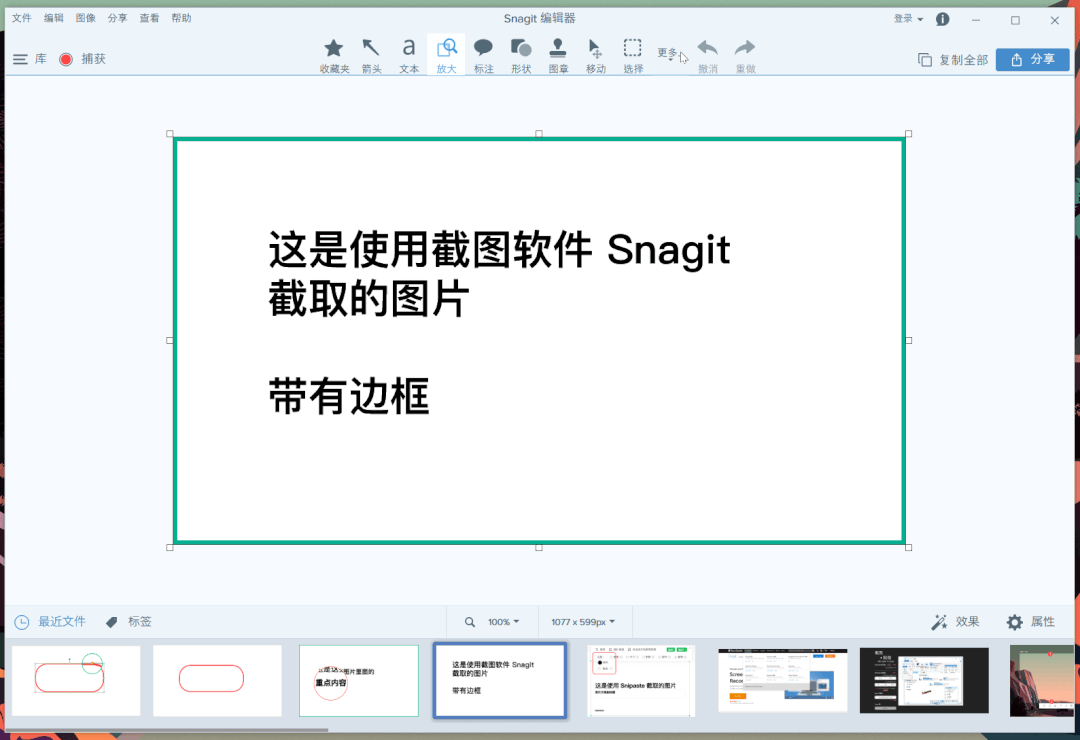 文件 编辑 图像 分享 查看 帮助
Snagit 编辑器
登录
库 捕获
收藏夹 箭头 文本 放大 标注 形状 图章 移动 选择 更多 撤消 重做
复制全部 分享
这是使用截图软件 Snagit
截取的图片
带有边框
最近文件 标签
100%
1077 x 599px
效果 属性
图片里面的
重点内容
这是使用截图软件 Snagit
截取的图片
带有边框
这是使用 Snipaste 截取的图片